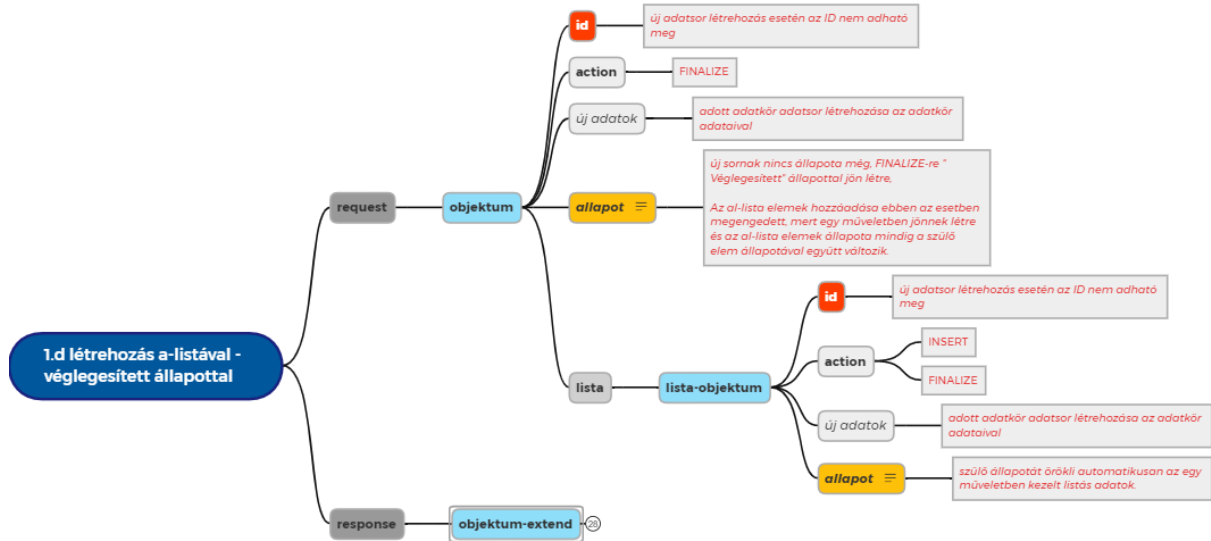 id
új adatsor létrehozás esetén az ID nem adható
meg
action
FINALIZE
új adatok
adott adatkör adatsor létrehozása az adatkör
adataival
új sornak nincs állapota még, FINALIZE-re "
Véglegesített" állapottal jön létre,
Az al-lista elemek hozzáadása ebben az esetben
megengedett, mert egy műveletben jönnek létre
és az al-lista elemek állapota mindig a szülő
elem állapotával együtt változik.
request
objektum
allapot
id
új adatsor létrehozás esetén az ID nem adható
meg
1.d létrehozás a-listával -
véglegesített állapottal
lista
lista-objektum
action
INSERT
FINALIZE
új adatok
adott adatkör adatsor létrehozása az adatkör
adataival
allapot
szülő állapotát örökli automatikusan az egy
műveletben kezelt listás adatok.
response
objektum-extend
28